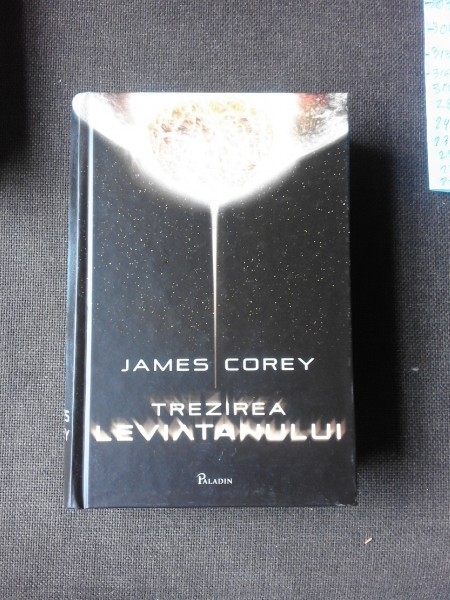 JAMES COREY
TREZIREA
LEVIATANULUI
PALADIN
S
Y